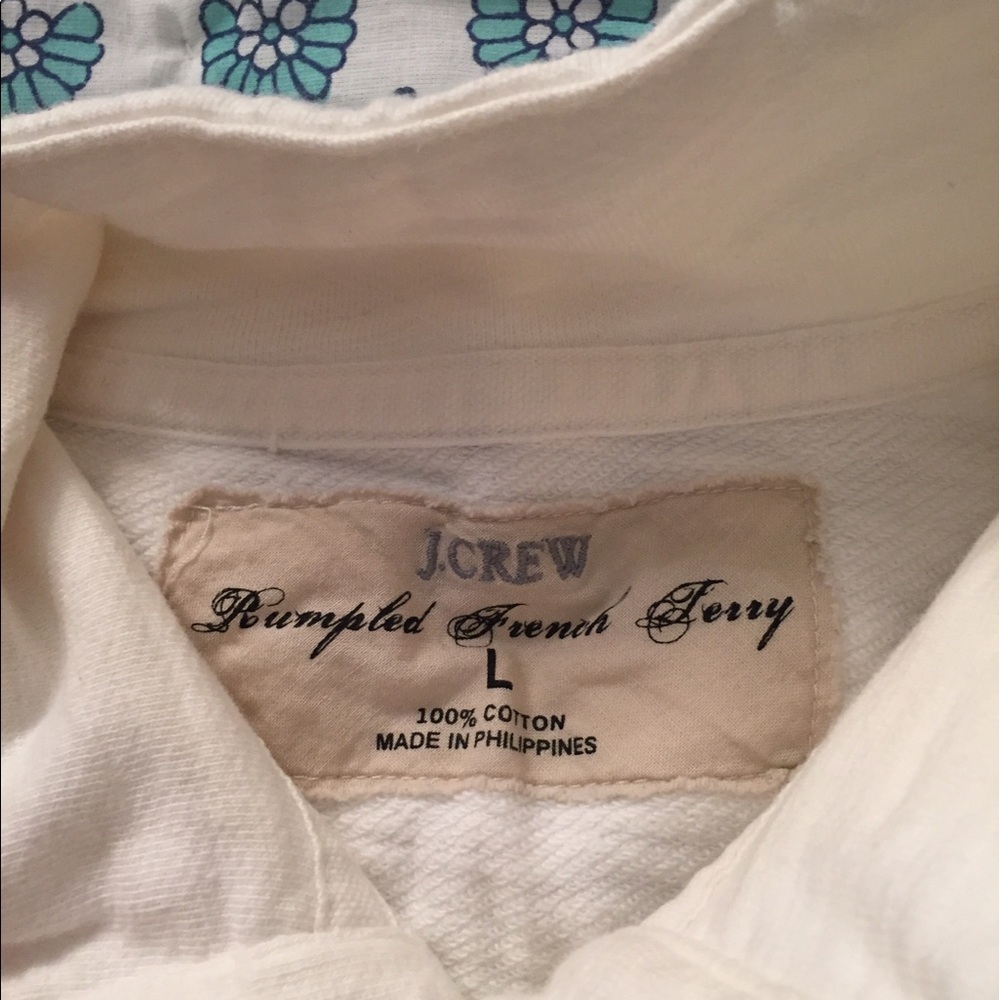 J.CREW
Rumpled French Terry
L
100% COTTON
MADE IN PHILIPPINES